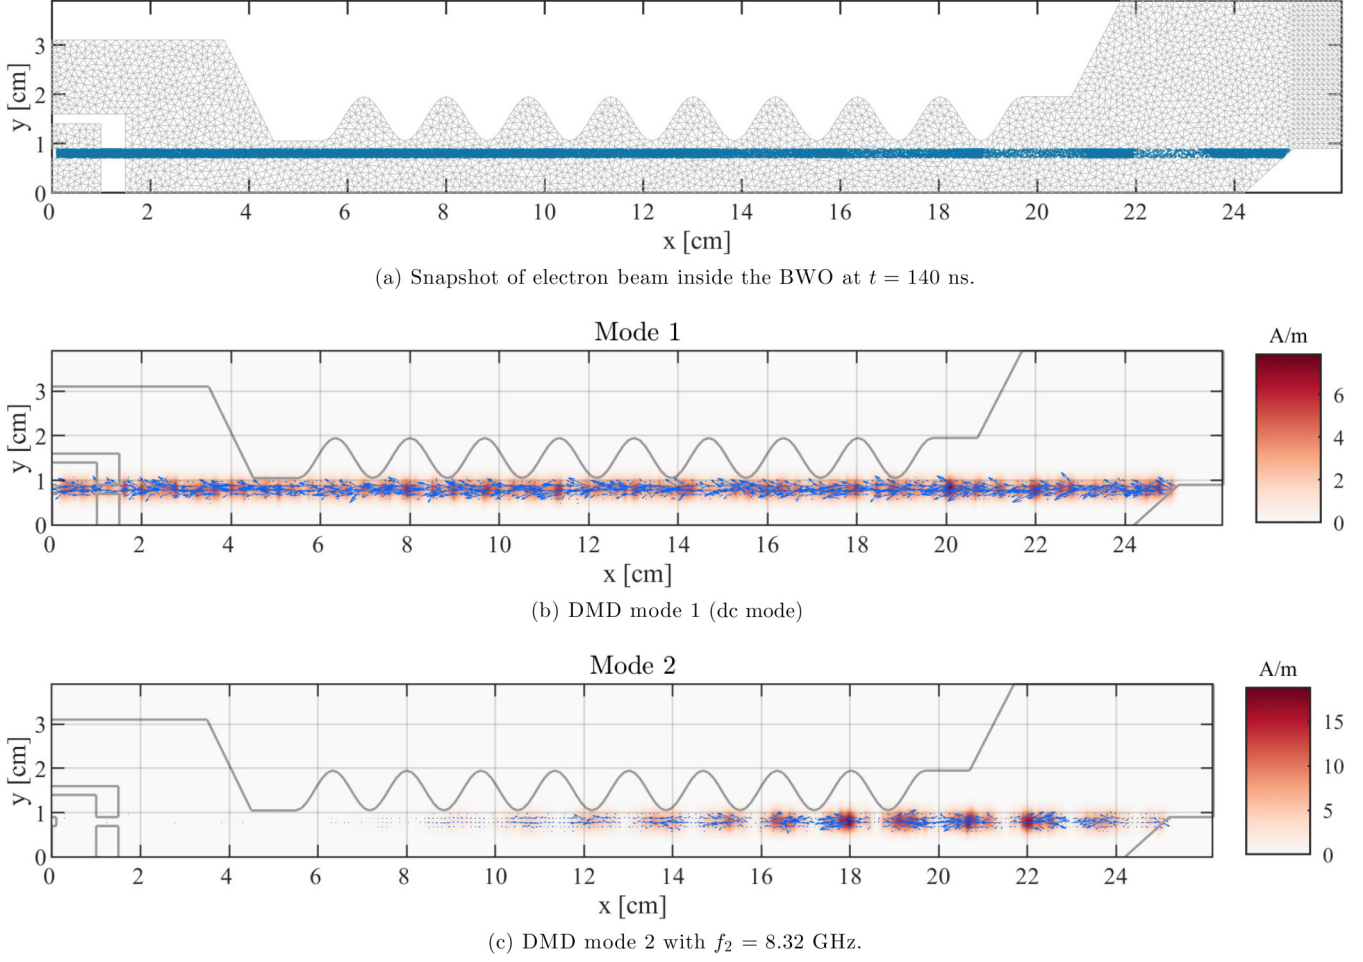 y [cm]
3
2
1
0
0 2 4 6 8 10 12 14 16 18 20 22 24
x [cm]
(a) Snapshot of electron beam inside the BWO at t = 140 ns.
Mode 1
A/m
y [cm]
3
2
1
0
6
4
2
0
0 2 4 6 8 10 12 14 16 18 20 22 24
x [cm]
(b) DMD mode 1 (dc mode)
Mode 2
A/m
y [cm]
3
2
1
0
15
10
5
0
0 2 4 6 8 10 12 14 16 18 20 22 24
x [cm]
(c) DMD mode 2 with f₂ = 8.32 GHz.